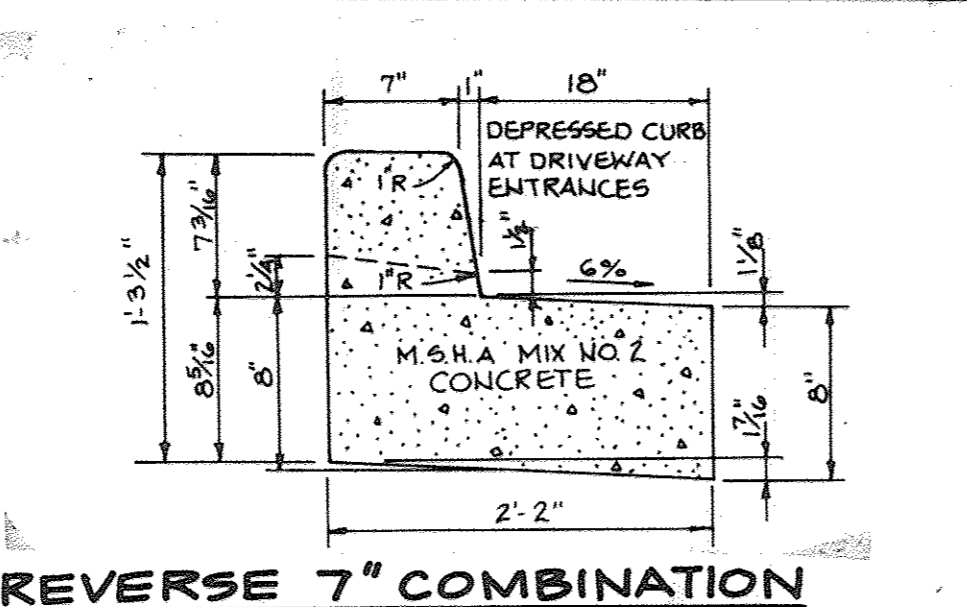 7" 1" 18"
DEPRESSED CURB
AT DRIVEWAY
ENTRANCES
1"R
7 3/16"
1'-3 1/2"
2 1/4"
1"R
6%
1 1/8
8 5/16"
8"
M.S.H.A MIX NO. 2
CONCRETE
1 7/16"
8"
2'-2"
REVERSE 7" COMBINATION